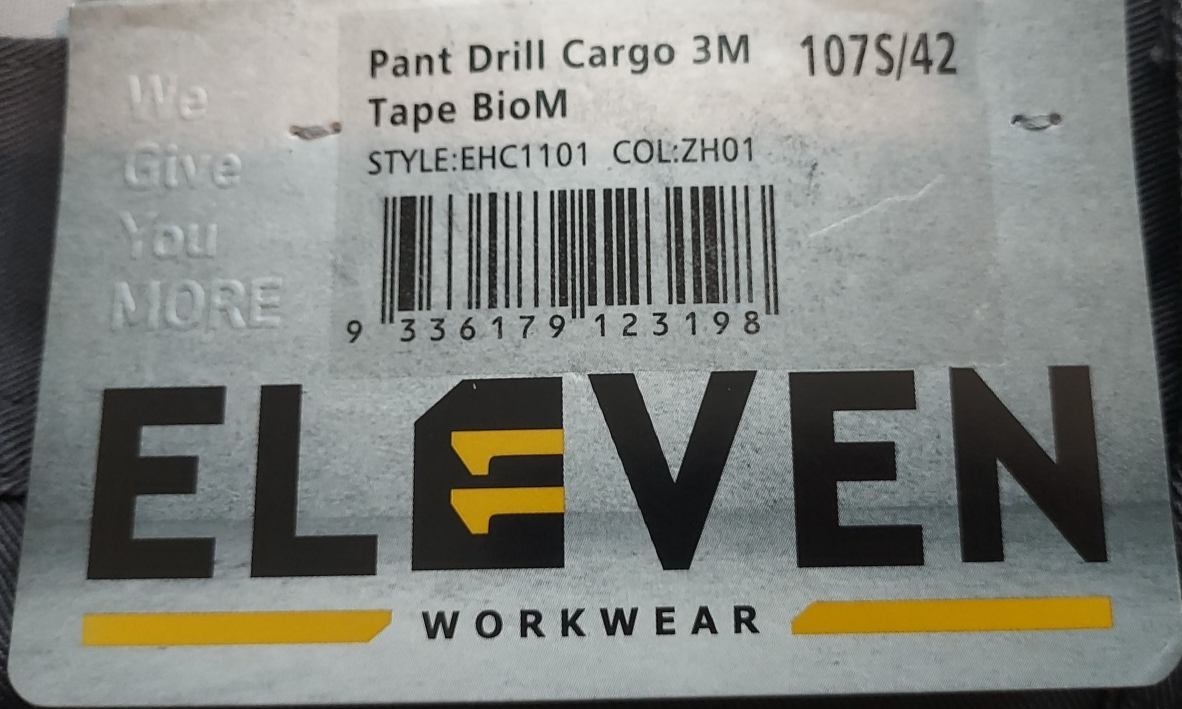 We
Give
You
MORE
Pant Drill Cargo 3M 107S/42
Tape BioM
STYLE:EHC1101 COL:ZH01
9 336179 123198
ELEVEN
11
WORKWEAR